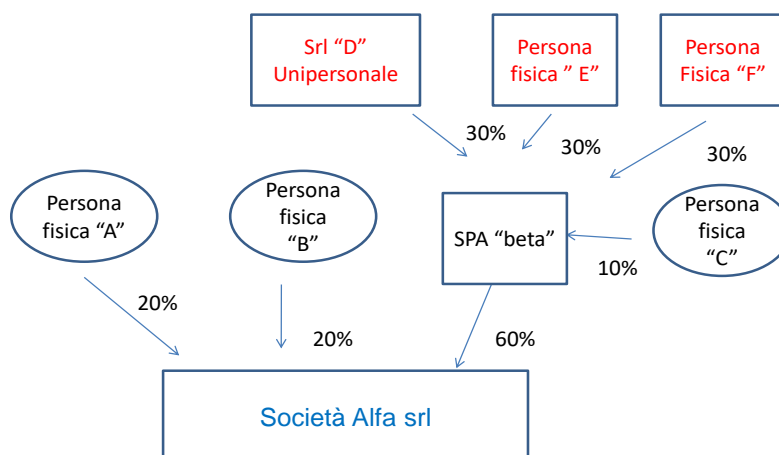 Srl “D”
Unipersonale
Persona
fisica ” E”
Persona
Fisica “F”
30%
30%
30%
Persona
fisica “A”
Persona
fisica
“B”
SPA “beta”
Persona
fisica
“C”
10%
20%
20%
60%
Società Alfa srl